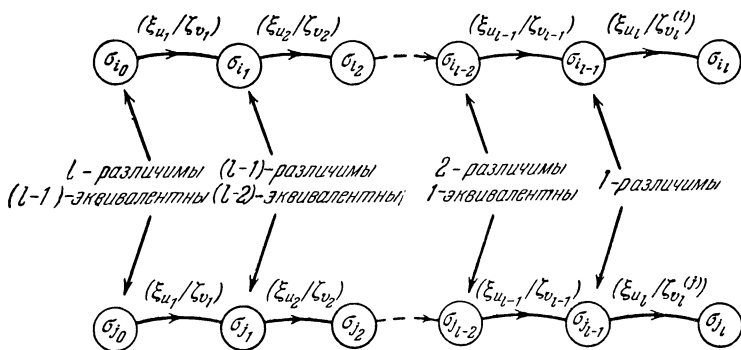 (ξu₁/ζv₁) (ξu₂/ζv₂) (ξuₗ₋₁/ζvₗ₋₁) (ξuₗ/ζvₗ⁽ⁱ⁾)
σi₀ σi₁ σi₂ σiₗ₋₂ σiₗ₋₁ σiₗ
l - различимы (l-1)-различимы 2 - различимы
(l-1)-эквивалентны (l-2)-эквивалентны; 1-эквивалентны 1-различимы
(ξu₁/ζv₁) (ξu₂/ζv₂) (ξuₗ₋₁/ζvₗ₋₁) (ξuₗ/ζvₗ⁽ʲ⁾)
σj₀ σj₁ σj₂ σjₗ₋₂ σjₗ₋₁ σjₗ